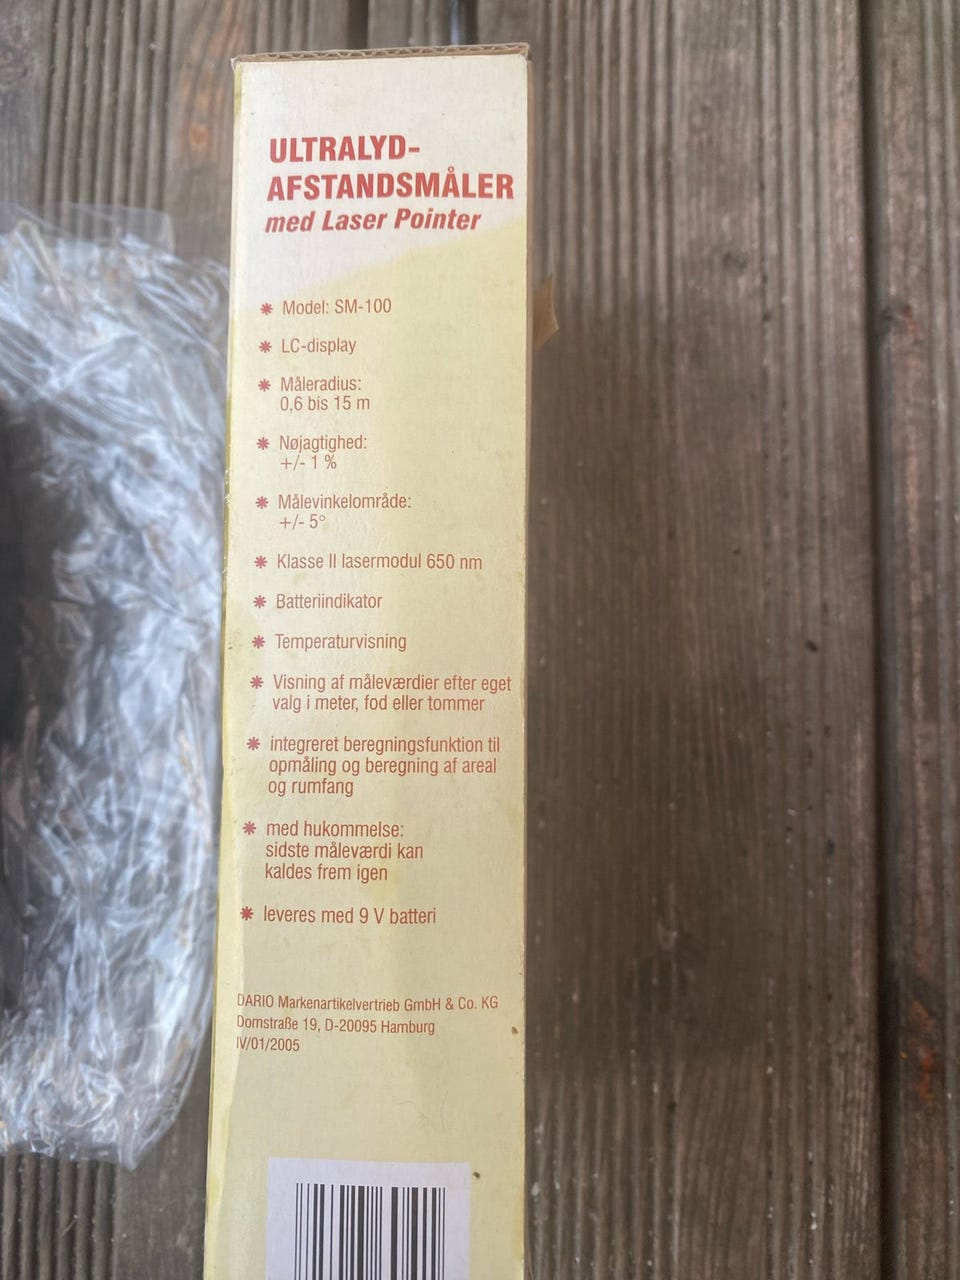 ULTRALYD-
AFSTANDSMÅLER
med Laser Pointer
* Model: SM-100
* LC-display
* Måleradius:
0,6 bis 15 m
* Nøjagtighed:
+/- 1 %
* Målevinkelområde:
+/- 5°
* Klasse II lasermodul 650 nm
* Batteriindikator
* Temperaturvisning
* Visning af måleværdier efter eget
valg i meter, fod eller tommer
* integreret beregningsfunktion til
opmåling og beregning af areal
og rumfang
* med hukommelse:
sidste måleværdi kan
kaldes frem igen
* leveres med 9 V batteri
DARIO Markenartikelvertrieb GmbH & Co. KG
Domstraße 19, D-20095 Hamburg
IV/01/2005